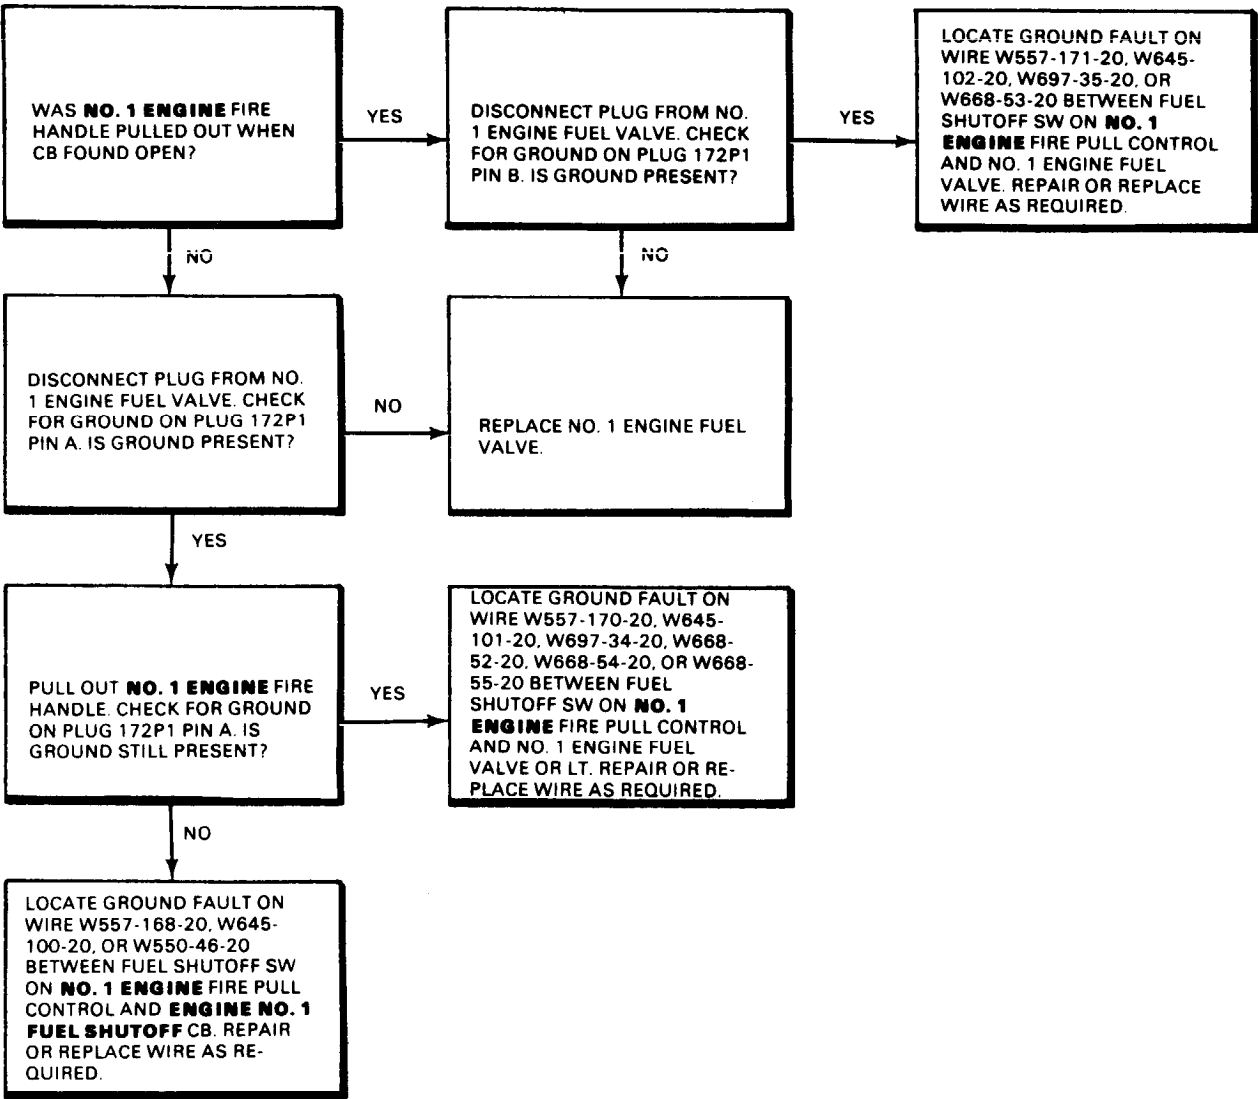 WAS NO. 1 ENGINE FIRE
HANDLE PULLED OUT WHEN
CB FOUND OPEN?
YES
DISCONNECT PLUG FROM NO.
1 ENGINE FUEL VALVE. CHECK
FOR GROUND ON PLUG 172P1
PIN B. IS GROUND PRESENT?
YES
LOCATE GROUND FAULT ON
WIRE W557-171-20, W645-
102-20, W697-35-20, OR
W668-53-20 BETWEEN FUEL
SHUTOFF SW ON NO. 1
ENGINE FIRE PULL CONTROL
AND NO. 1 ENGINE FUEL
VALVE. REPAIR OR REPLACE
WIRE AS REQUIRED.
NO
NO
DISCONNECT PLUG FROM NO.
1 ENGINE FUEL VALVE. CHECK
FOR GROUND ON PLUG 172P1
PIN A. IS GROUND PRESENT?
NO
REPLACE NO. 1 ENGINE FUEL
VALVE.
YES
PULL OUT NO. 1 ENGINE FIRE
HANDLE. CHECK FOR GROUND
ON PLUG 172P1 PIN A. IS
GROUND STILL PRESENT?
YES
LOCATE GROUND FAULT ON
WIRE W557-170-20, W645-
101-20, W697-34-20, W668-
52-20, W668-54-20, OR W668-
55-20 BETWEEN FUEL
SHUTOFF SW ON NO. 1
ENGINE FIRE PULL CONTROL
AND NO. 1 ENGINE FUEL
VALVE OR LT. REPAIR OR RE-
PLACE WIRE AS REQUIRED.
NO
LOCATE GROUND FAULT ON
WIRE W557-168-20, W645-
100-20, OR W550-46-20
BETWEEN FUEL SHUTOFF SW
ON NO. 1 ENGINE FIRE PULL
CONTROL AND ENGINE NO. 1
FUEL SHUTOFF CB. REPAIR
OR REPLACE WIRE AS RE-
QUIRED.